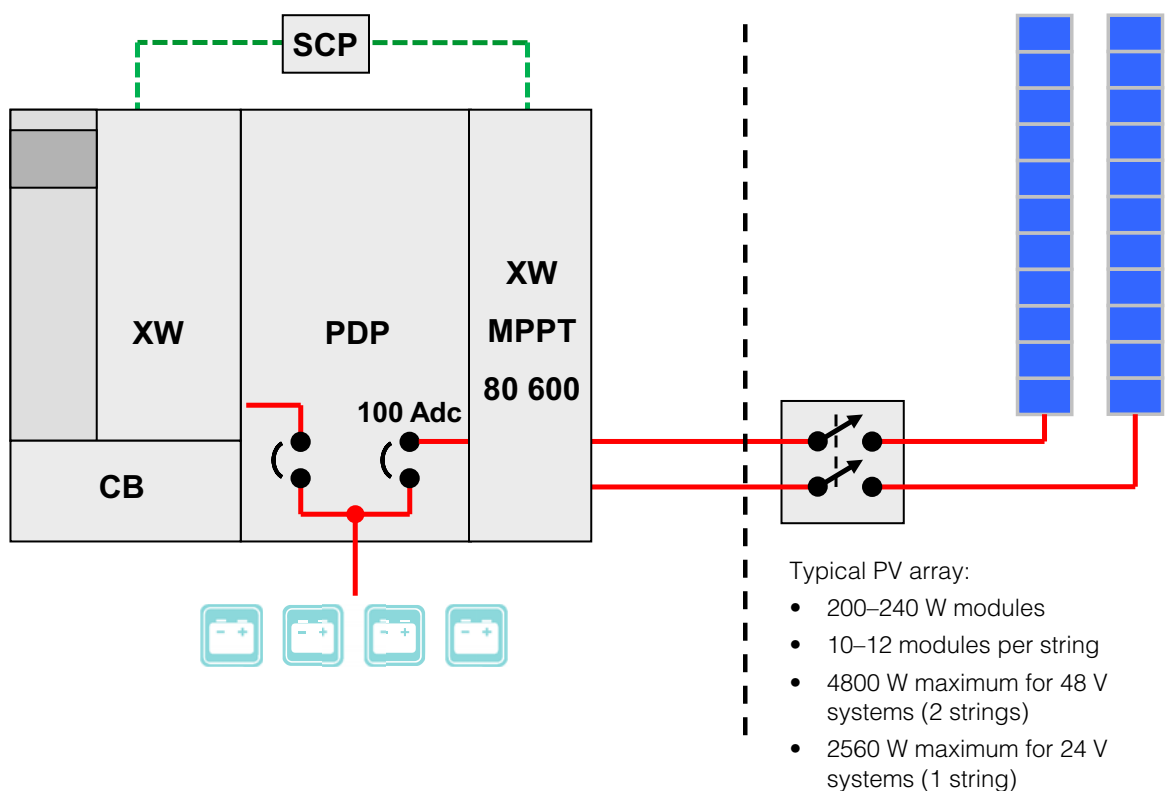 SCP
XW
MPPT
80 600
XW
PDP
100 Adc
CB
Typical PV array:
• 200–240 W modules
• 10–12 modules per string
• 4800 W maximum for 48 V
systems (2 strings)
• 2560 W maximum for 24 V
systems (1 string)